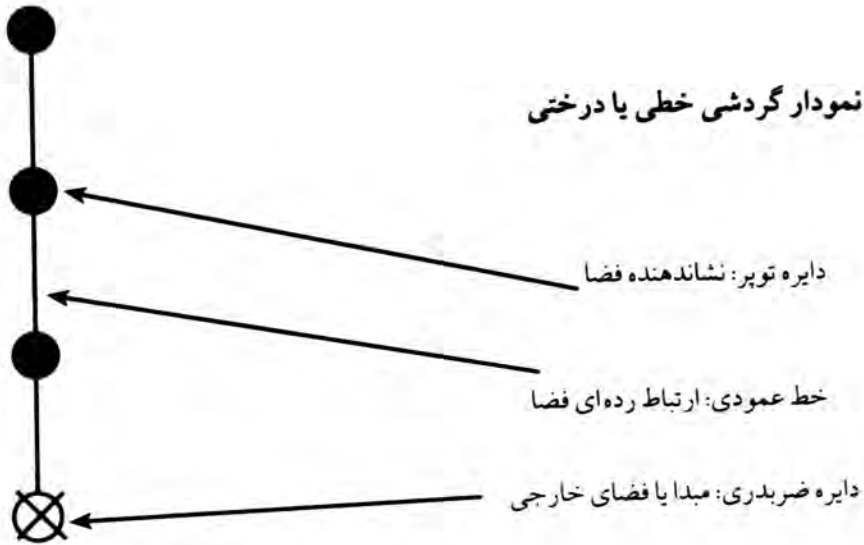 نمودار گردشی خطی یا درختی
دایره توپر: نشاندهنده فضا
خط عمودی: ارتباط رده‌ای فضا
دایره ضربدری: مبدا یا فضای خارجی